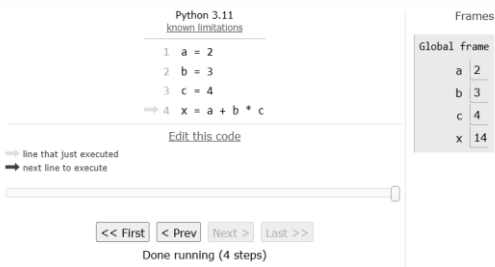 Python 3.11
known limitations
1 a = 2
2 b = 3
3 c = 4
4 x = a + b * c
Edit this code
line that just executed
next line to execute
<< First < Prev Next > Last >>
Done running (4 steps)
Frames
Global frame
a 2
b 3
c 4
x 14